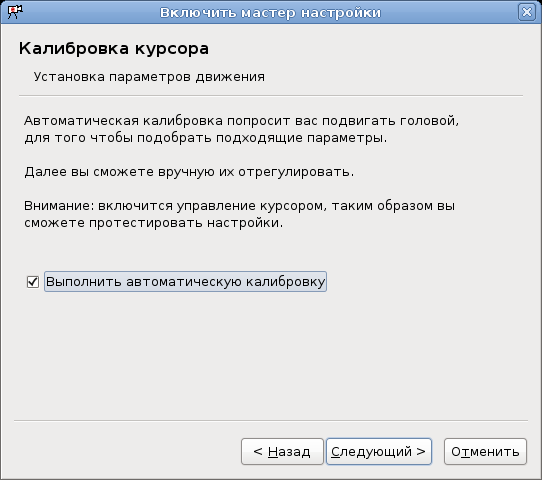 Включить мастер настройки
Калибровка курсора
Установка параметров движения
Автоматическая калибровка попросит вас подвигать головой,
для того чтобы подобрать подходящие параметры.
Далее вы сможете вручную их отрегулировать.
Внимание: включится управление курсором, таким образом вы
сможете протестировать настройки.
Выполнить автоматическую калибровку
< Назад Следующий > Отменить